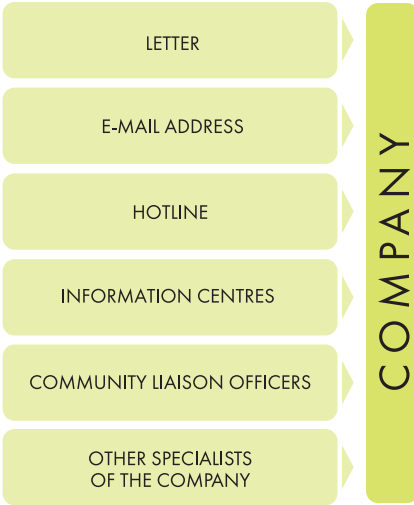 LETTER
E-MAIL ADDRESS
HOTLINE
INFORMATION CENTRES
COMMUNITY LIAISON OFFICERS
OTHER SPECIALISTS
OF THE COMPANY
COMPANY